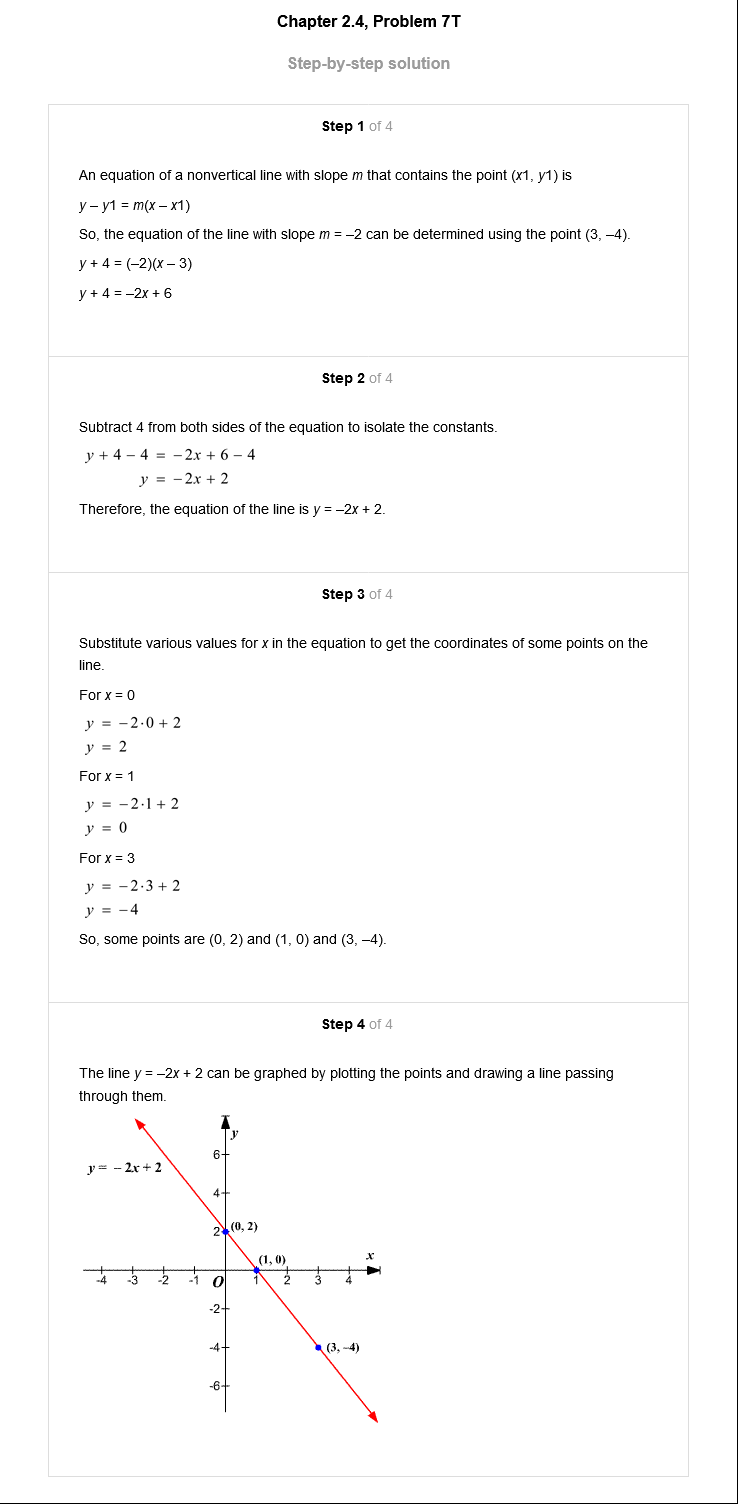 Chapter 2.4, Problem 7T
Step-by-step solution
Step 1 of 4
An equation of a nonvertical line with slope m that contains the point (x1, y1) is
y – y1 = m(x – x1)
So, the equation of the line with slope m = –2 can be determined using the point (3, –4).
y + 4 = (–2)(x – 3)
y + 4 = –2x + 6
Step 2 of 4
Subtract 4 from both sides of the equation to isolate the constants.
y + 4 − 4 = −2x + 6 − 4
y = −2x + 2
Therefore, the equation of the line is y = –2x + 2.
Step 3 of 4
Substitute various values for x in the equation to get the coordinates of some points on the
line.
For x = 0
y = −2·0 + 2
y = 2
For x = 1
y = −2·1 + 2
y = 0
For x = 3
y = −2·3 + 2
y = −4
So, some points are (0, 2) and (1, 0) and (3, –4).
Step 4 of 4
The line y = –2x + 2 can be graphed by plotting the points and drawing a line passing
through them.
y
6
y = − 2x + 2
4
2 (0, 2)
(1, 0) x
-4 -3 -2 -1 O 1 2 3 4
-2
-4 (3, –4)
-6